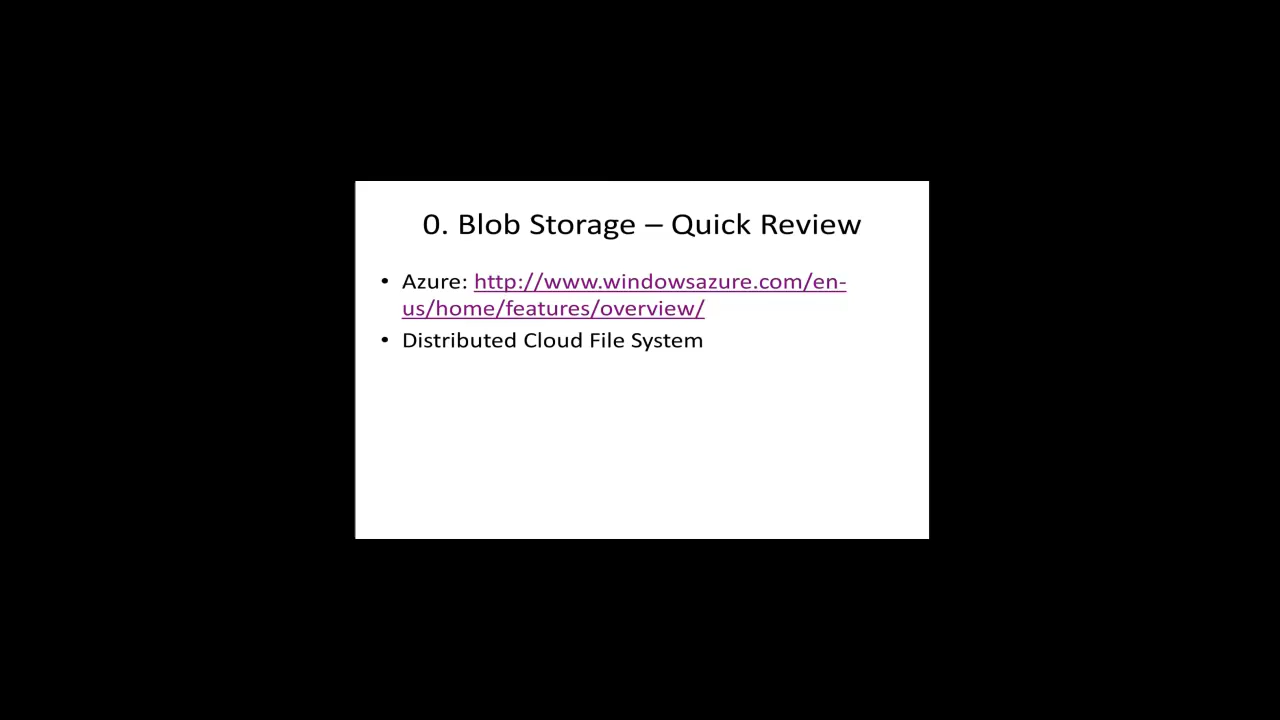 0. Blob Storage – Quick Review
• Azure: http://www.windowsazure.com/en-
us/home/features/overview/
• Distributed Cloud File System